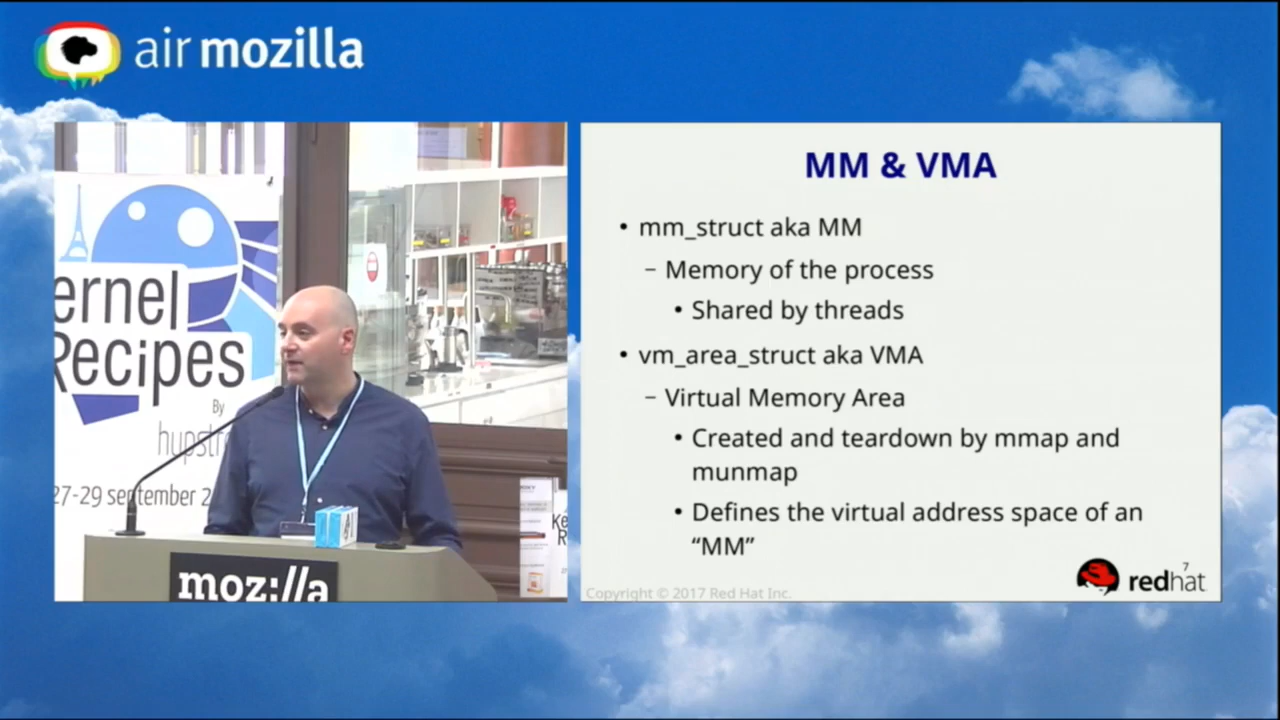 air mozilla
ernel
Recipes
By
hupstr
27-29 september 2
moz://a
Ke
R
MM & VMA
• mm_struct aka MM
– Memory of the process
• Shared by threads
• vm_area_struct aka VMA
– Virtual Memory Area
• Created and teardown by mmap and
munmap
• Defines the virtual address space of an
“MM”
7
redhat
Copyright © 2017 Red Hat Inc.